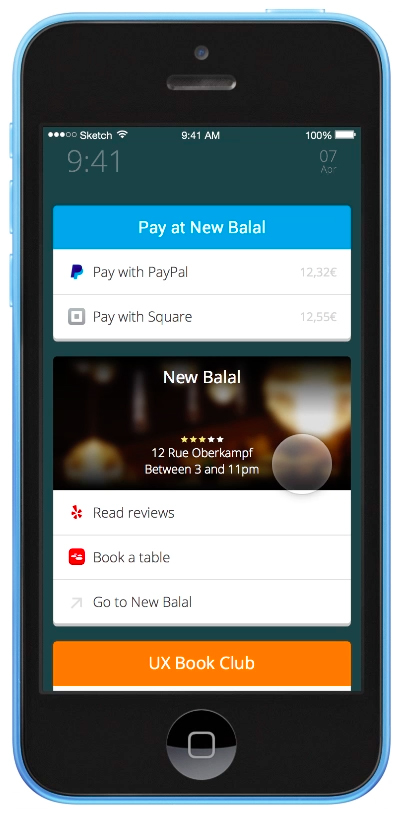 Sketch 9:41 AM 100%
9:41 07
Apr
Pay at New Balal
Pay with PayPal 12,32€
Pay with Square 12,55€
New Balal
12 Rue Oberkampf
Between 3 and 11pm
Read reviews
Book a table
Go to New Balal
UX Book Club